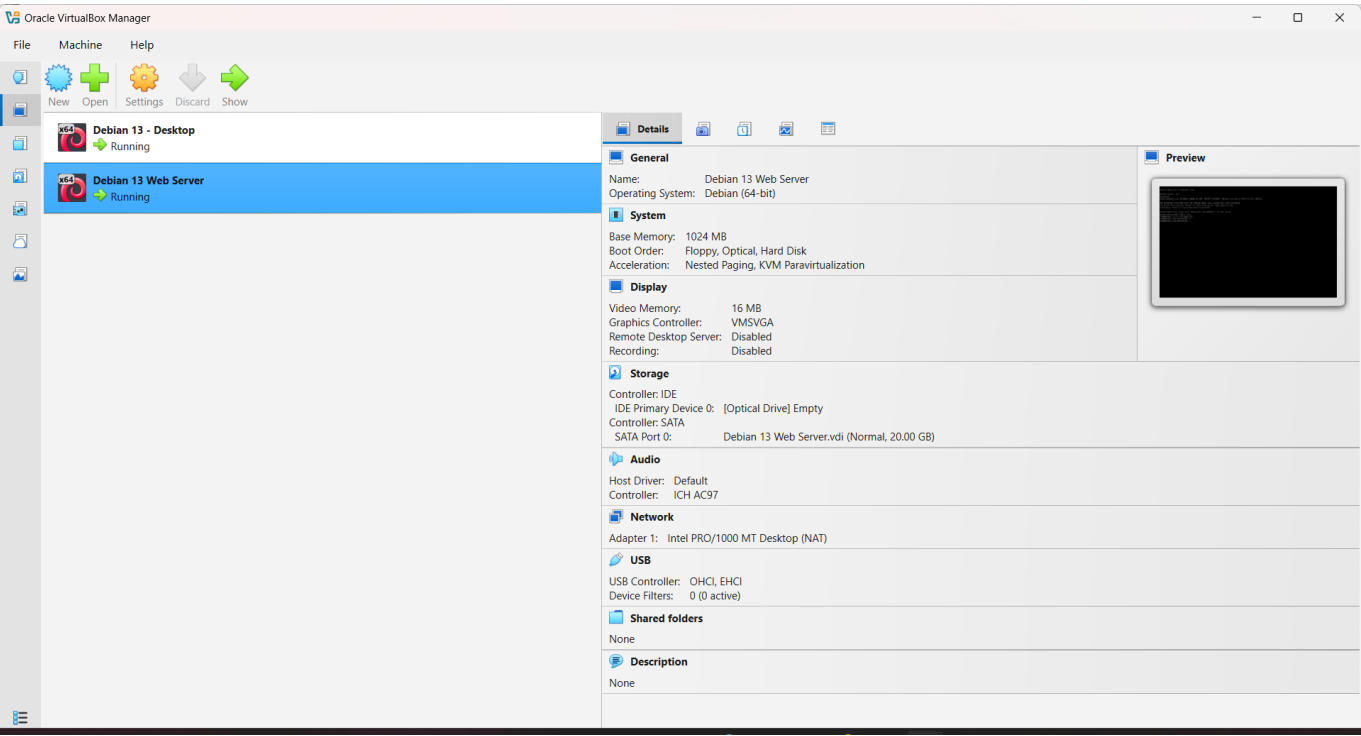 Oracle VirtualBox Manager
File Machine Help
New Open Settings Discard Show
x64 Debian 13 - Desktop
Running
x64 Debian 13 Web Server
Running
Details
General
Name: Debian 13 Web Server
Operating System: Debian (64-bit)
System
Base Memory: 1024 MB
Boot Order: Floppy, Optical, Hard Disk
Acceleration: Nested Paging, KVM Paravirtualization
Display
Video Memory: 16 MB
Graphics Controller: VMSVGA
Remote Desktop Server: Disabled
Recording: Disabled
Preview
Storage
Controller: IDE
IDE Primary Device 0: [Optical Drive] Empty
Controller: SATA
SATA Port 0: Debian 13 Web Server.vdi (Normal, 20.00 GB)
Audio
Host Driver: Default
Controller: ICH AC97
Network
Adapter 1: Intel PRO/1000 MT Desktop (NAT)
USB
USB Controller: OHCI, EHCI
Device Filters: 0 (0 active)
Shared folders
None
Description
None